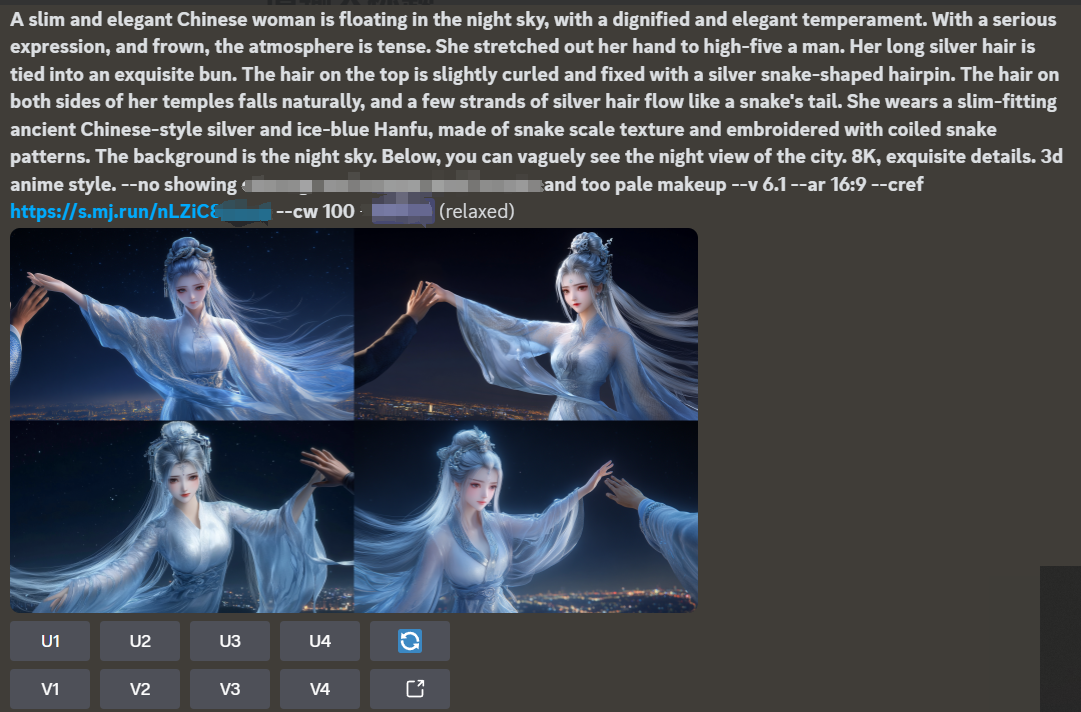 A slim and elegant Chinese woman is floating in the night sky, with a dignified and elegant temperament. With a serious
expression, and frown, the atmosphere is tense. She stretched out her hand to high-five a man. Her long silver hair is
tied into an exquisite bun. The hair on the top is slightly curled and fixed with a silver snake-shaped hairpin. The hair on
both sides of her temples falls naturally, and a few strands of silver hair flow like a snake's tail. She wears a slim-fitting
ancient Chinese-style silver and ice-blue Hanfu, made of snake scale texture and embroidered with coiled snake
patterns. The background is the night sky. Below, you can vaguely see the night view of the city. 8K, exquisite details. 3d
anime style. --no showing and too pale makeup --v 6.1 --ar 16:9 --cref
https://s.mj.run/nLZiC8 --cw 100 · (relaxed)
U1 U2 U3 U4
V1 V2 V3 V4